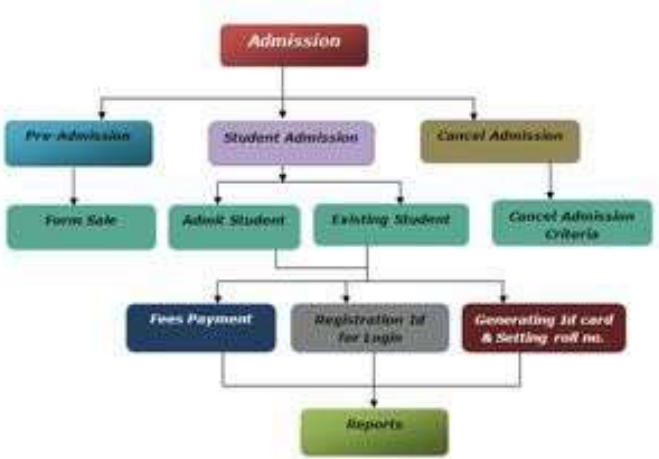 Admission
Pre-Admission
Student Admission
Cancel Admission
Form Sale
Admit Student
Existing Student
Cancel Admission
Criteria
Fees Payment
Registration Id
for Login
Generating Id card
& Setting roll no.
Reports